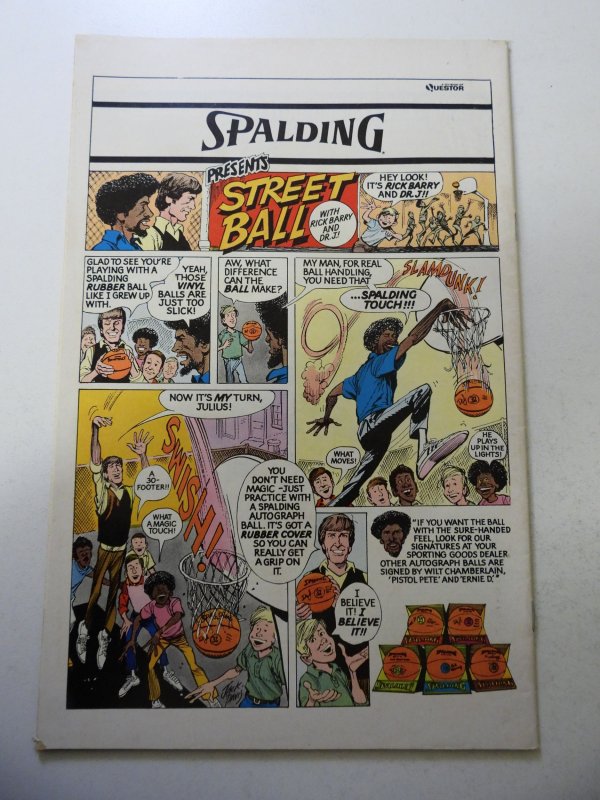 QUESTOR
SPALDING
PRESENTS
STREET
BALL
WITH
RICK BARRY
AND
DR.J!
HEY LOOK!
IT'S RICK BARRY
AND DR.J!!
GLAD TO SEE YOU'RE
PLAYING WITH A
SPALDING
RUBBER BALL
LIKE I GREW UP
WITH.
YEAH,
THOSE
VINYL
BALLS ARE
JUST TOO
SLICK!
AW, WHAT
DIFFERENCE
CAN THE
BALL MAKE?
MY MAN, FOR REAL
BALL HANDLING,
YOU NEED THAT
...SPALDING
TOUCH!!!
SLAMDUNK!
WHAT
MOVES!
HE
PLAYS
UP IN THE
LIGHTS!
NOW IT'S MY TURN,
JULIUS!
A
30-
FOOTER!!
WHAT
A MAGIC
TOUCH!
SWISH!
YOU
DON'T NEED
MAGIC -JUST
PRACTICE WITH
A SPALDING
AUTOGRAPH
BALL. IT'S GOT A
RUBBER COVER
SO YOU CAN
REALLY GET
A GRIP ON
IT.
I
BELIEVE
IT! I
BELIEVE
IT!!
"IF YOU WANT THE BALL
WITH THE SURE-HANDED
FEEL, LOOK FOR OUR
SIGNATURES AT YOUR
SPORTING GOODS DEALER.
OTHER AUTOGRAPH BALLS ARE
SIGNED BY WILT CHAMBERLAIN,
'PISTOL PETE' AND 'ERNIE D.'"
SPALDING